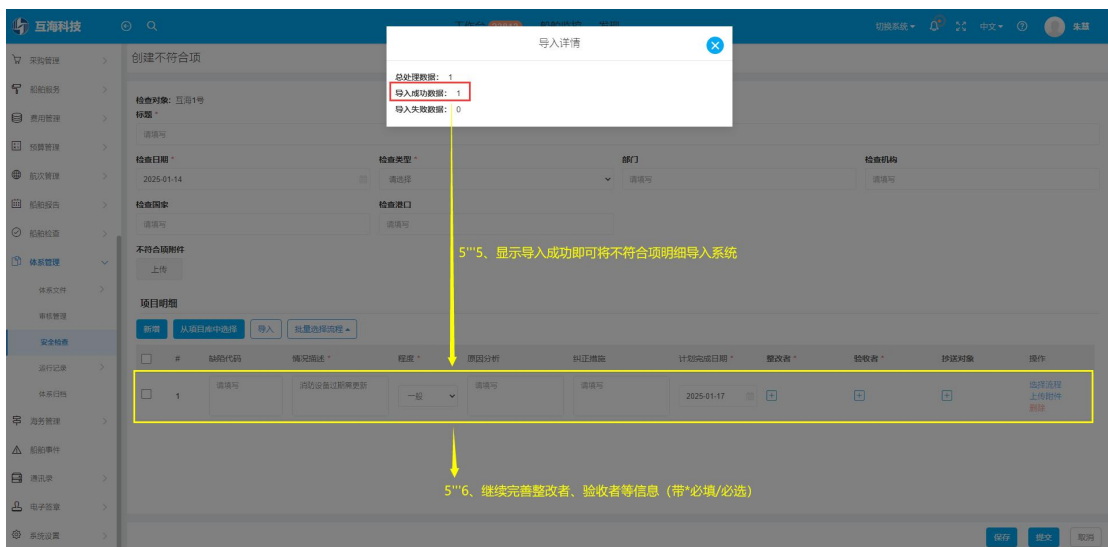 互海科技
切换系统
中文
朱慧
导入详情
总处理数据： 1
导入成功数据： 1
导入失败数据： 0
采购管理
船舶服务
费用管理
预算管理
航次管理
船舶报告
船舶检查
体系管理
体系文件
审核管理
安全检查
运行记录
体系归档
海务管理
船舶事件
通讯录
电子签章
系统设置
创建不符合项
检查对象: 互海1号
标题 *
请填写
检查日期 * 检查类型 * 部门 检查机构
2025-01-14 请选择 请填写 请填写
检查国家 检查港口
请填写 请填写
不符合项附件
上传
5'''5、显示导入成功即可将不符合项明细导入系统
项目明细
新增 从项目库中选择 导入 批量选择流程
# 缺陷代码 情况描述 * 程度 * 原因分析 纠正措施 计划完成日期 * 整改者 * 验收者 * 抄送对象 操作
1 请填写 消防设备过期需更新 一般 请填写 请填写 2025-01-17 选择流程
上传附件
删除
5'''6、继续完善整改者、验收者等信息（带*必填/必选）
保存 提交 取消